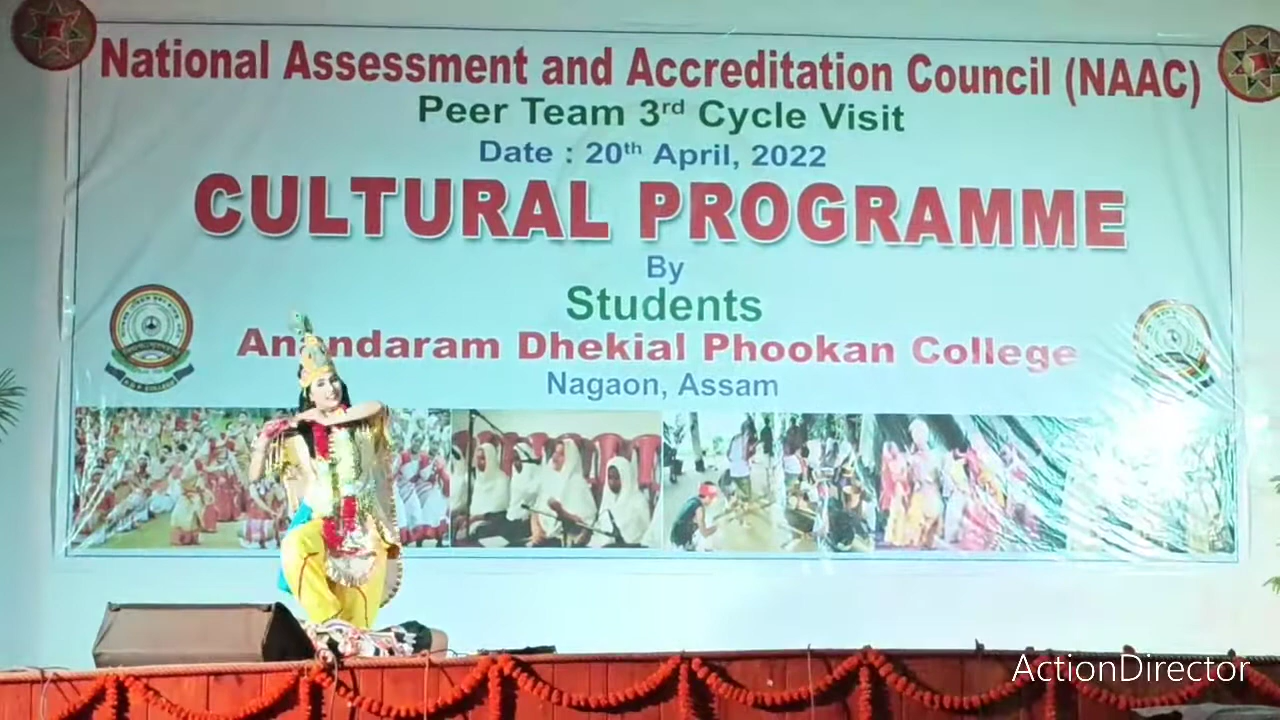 National Assessment and Accreditation Council (NAAC)
Peer Team 3rd Cycle Visit
Date : 20th April, 2022
CULTURAL PROGRAMME
By
Students
Anandaram Dhekial Phookan College
Nagaon, Assam
ActionDirector